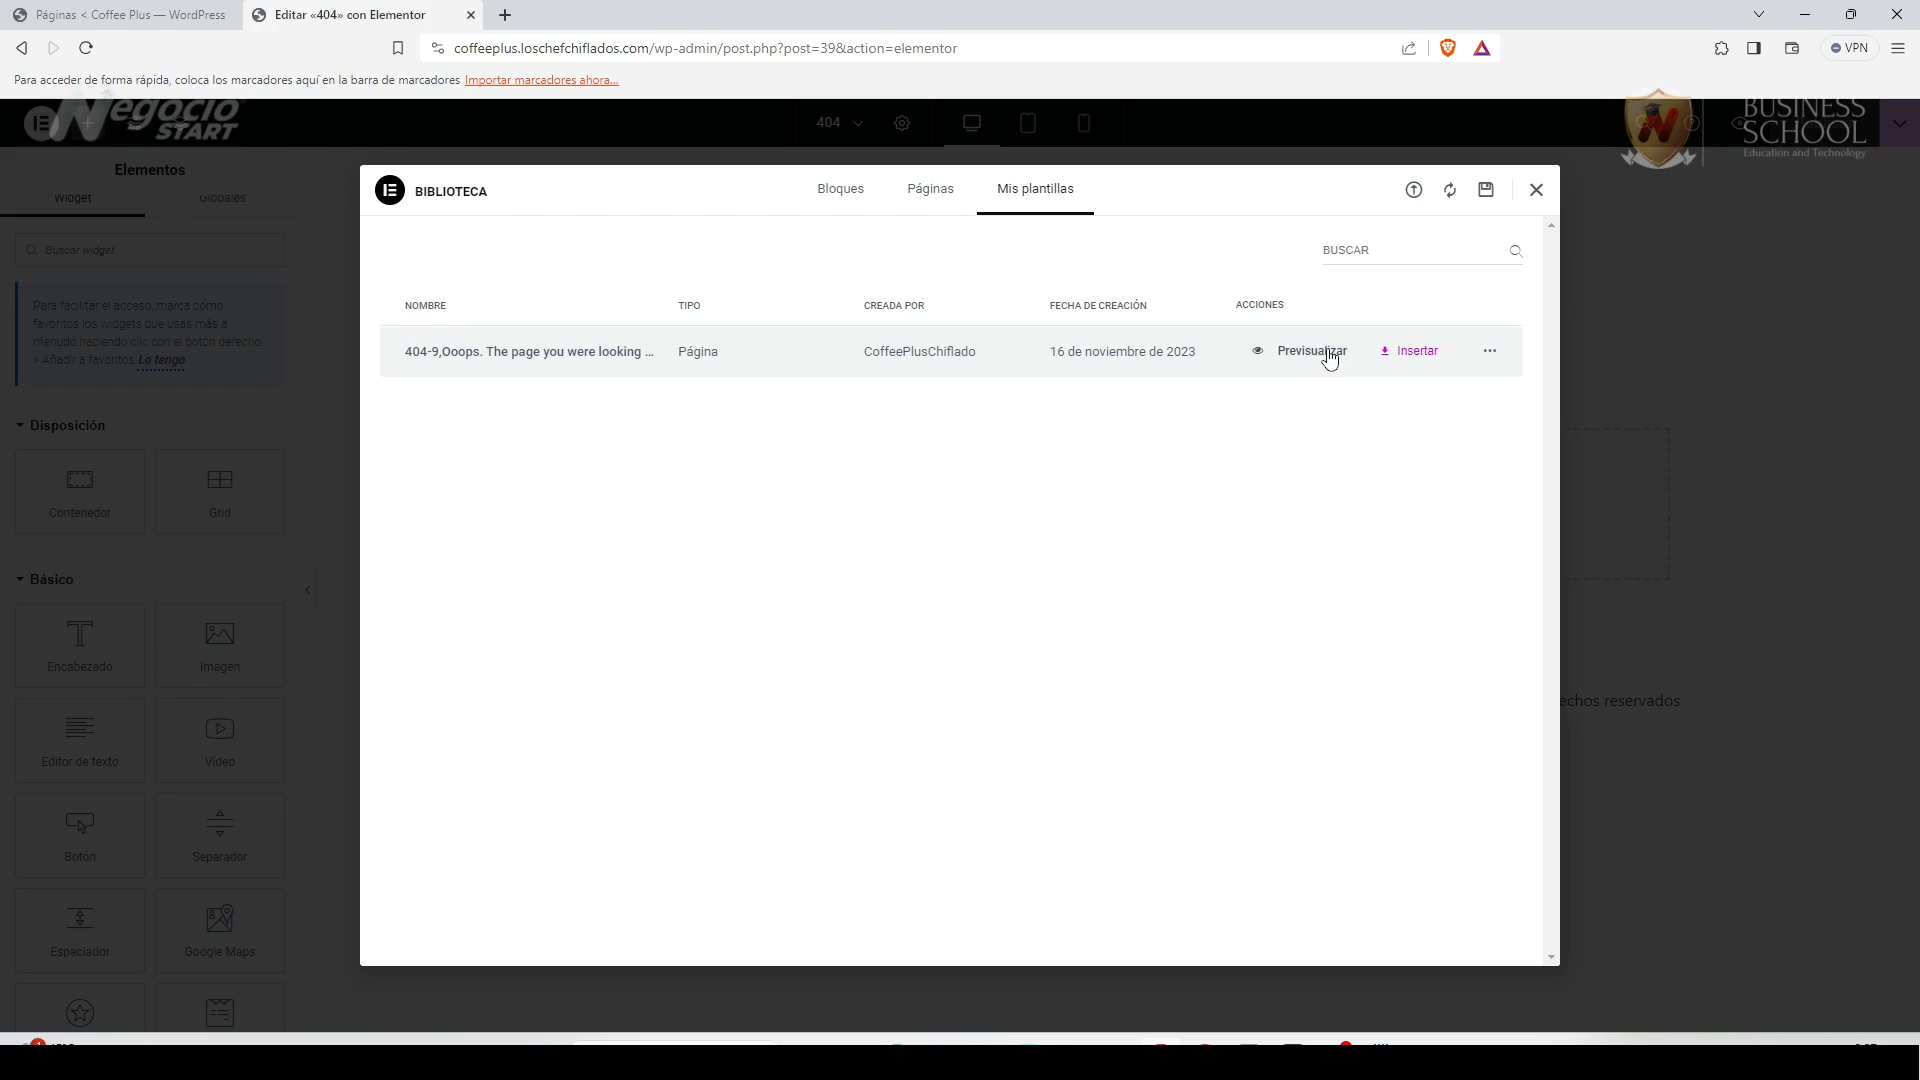 Páginas < Coffee Plus — WordPress
Editar «404» con Elementor
coffeeplus.loschefchiflados.com/wp-admin/post.php?post=39&action=elementor
VPN
Para acceder de forma rápida, coloca los marcadores aquí en la barra de marcadores Importar marcadores ahora...
Negocio
START
404
BUSINESS
SCHOOL
Education and Technology
Elementos
Widget
Globales
Buscar widget...
Para facilitar el acceso, marca como
favoritos los widgets que usas más a
menudo haciendo clic con el botón derecho
> Añadir a favoritos. Lo tengo
Disposición
Contenedor
Grid
Básico
Encabezado
Imagen
Editor de texto
Vídeo
Botón
Separador
Espaciador
Google Maps
BIBLIOTECA
Bloques
Páginas
Mis plantillas
BUSCAR
NOMBRE
TIPO
CREADA POR
FECHA DE CREACIÓN
ACCIONES
404-9,Ooops. The page you were looking ...
Página
CoffeePlusChiflado
16 de noviembre de 2023
Previsualizar
Insertar
echos reservados